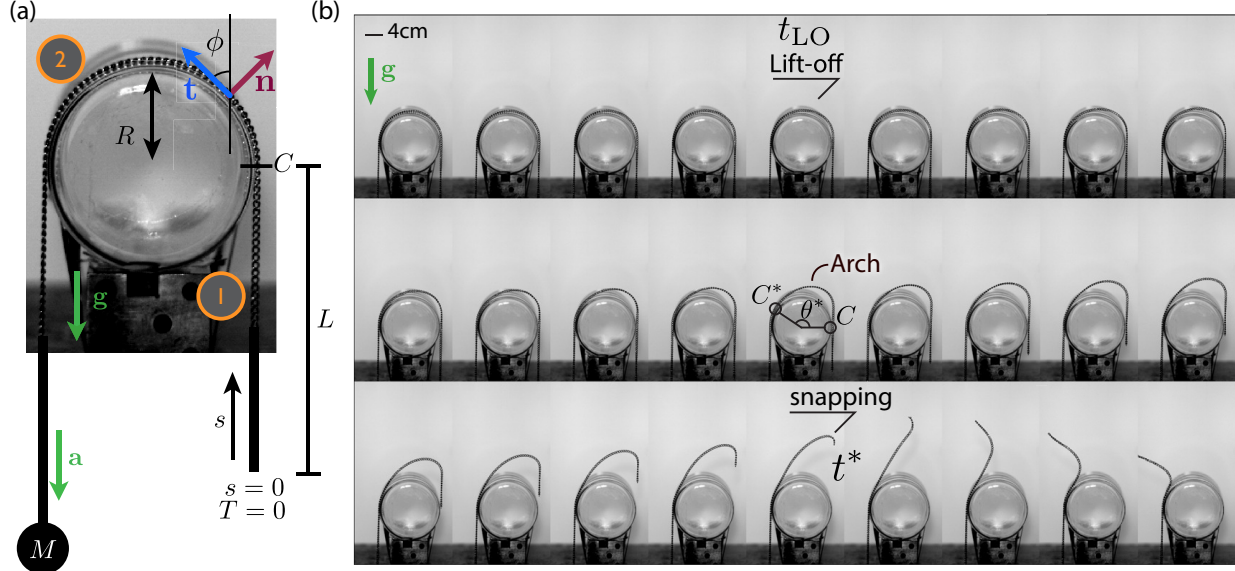 (a)
2
ϕ
t
n
R
C
g
1
L
s
a
s = 0
T = 0
M
(b)
4cm
g
t_LO
Lift-off
Arch
C*
θ*
C
snapping
t*